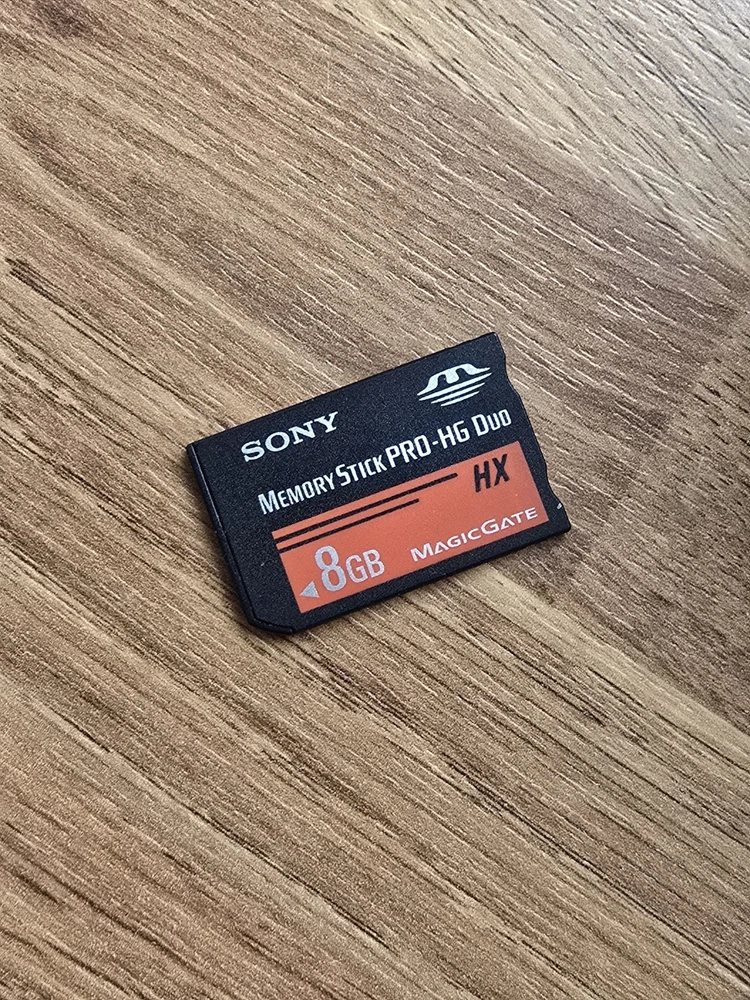 SONY
MEMORY STICK PRO-HG DUO
HX
8GB
MAGICGATE